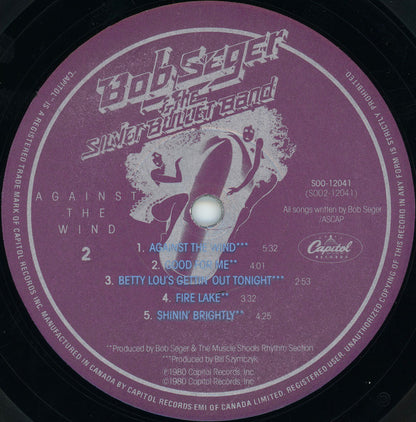 Bob Seger
& the
Silver Bullet Band
AGAINST
THE
WIND
2
SOO-12041
(SOO2-12041)
All songs written by Bob Seger
/ASCAP
Capitol
RECORDS
1. AGAINST THE WIND*** 5:32
2. GOOD FOR ME** 4:01
3. BETTY LOU'S GETTIN' OUT TONIGHT*** 2:53
4. FIRE LAKE** 3:32
5. SHININ' BRIGHTLY** 4:25
**Produced by Bob Seger & The Muscle Shoals Rhythm Section
***Produced by Bill Szymczyk
℗1980 Capitol Records, Inc.
©1980 Capitol Records, Inc.
MANUFACTURED IN CANADA BY CAPITOL RECORDS-EMI OF CANADA LIMITED. REGISTERED USER. UNAUTHORIZED COPYING OF THIS RECORD IN ANY FORM IS STRICTLY PROHIBITED.
"CAPITOL" IS A REGISTERED TRADE MARK OF CAPITOL RECORDS INC.